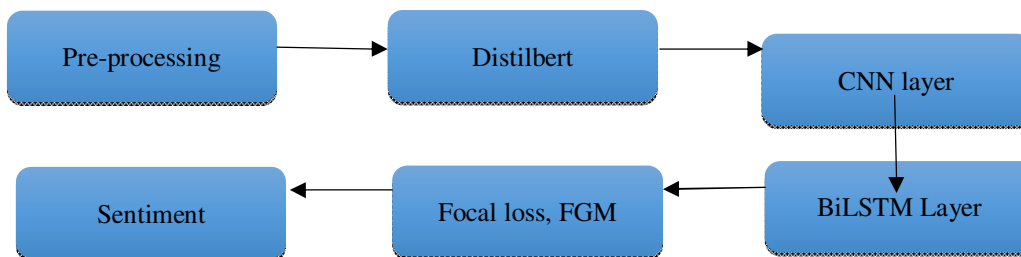 Pre-processing
Distilbert
CNN layer
BiLSTM Layer
Focal loss, FGM
Sentiment